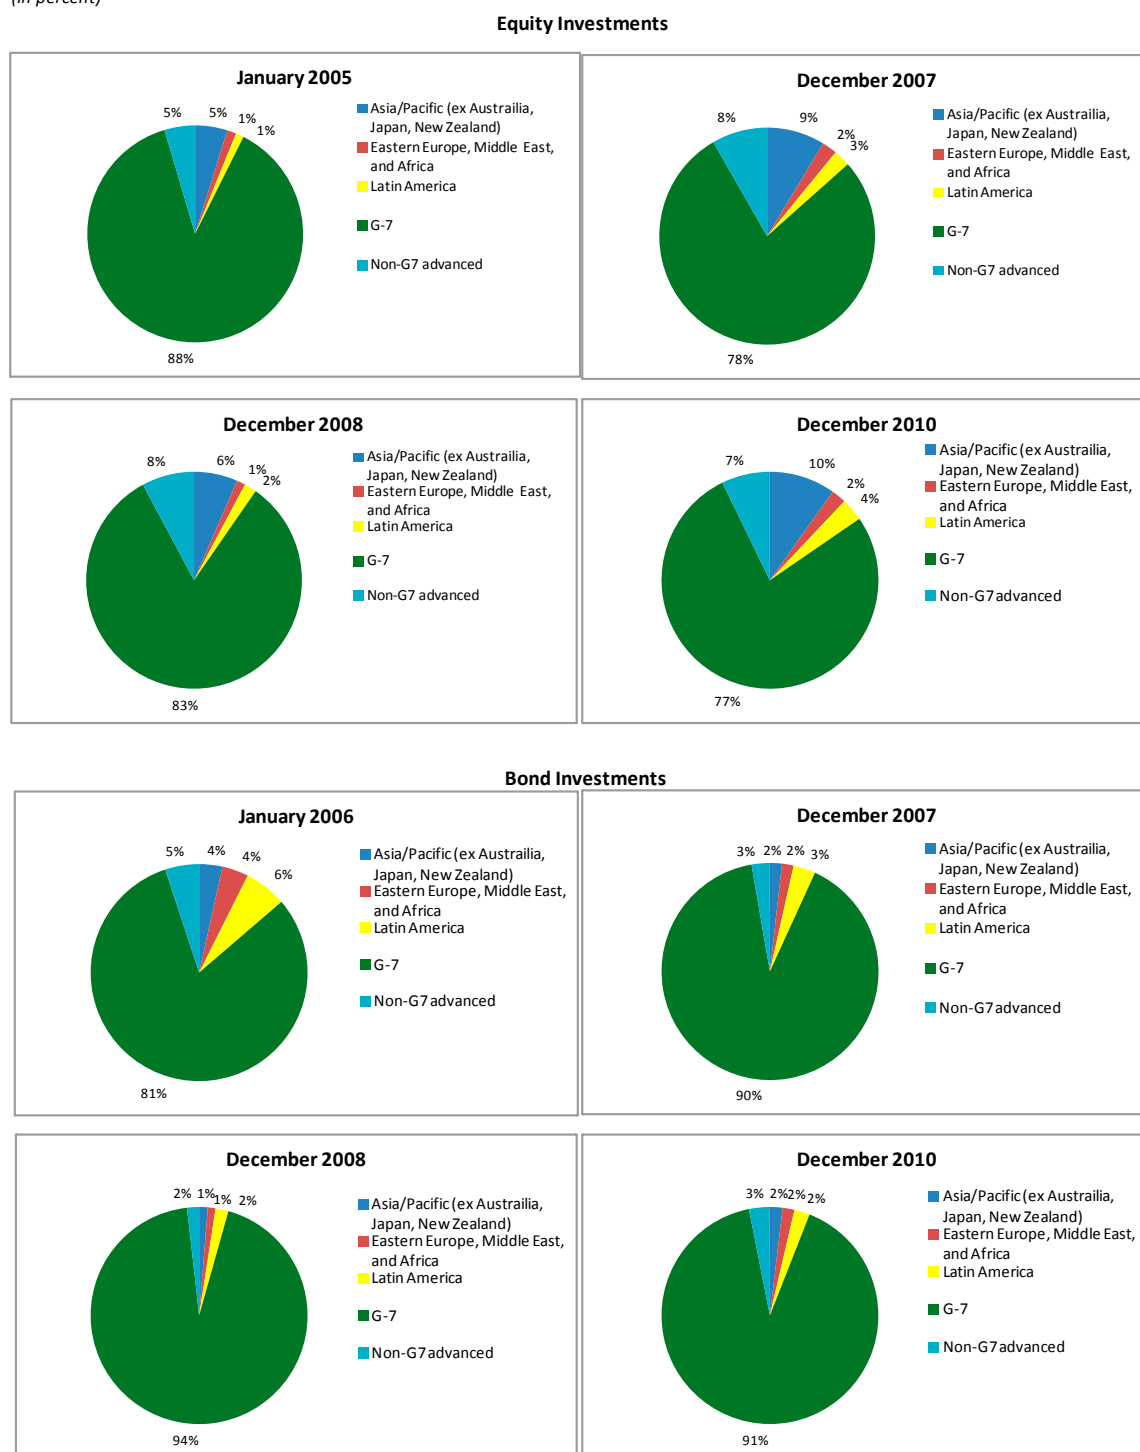 (in percent)
Equity Investments
January 2005
5%
5%
1%
1%
88%
Asia/Pacific (ex Austrailia,
Japan, New Zealand)
Eastern Europe, Middle East,
and Africa
Latin America
G-7
Non-G7 advanced
December 2007
8%
9%
2%
3%
78%
Asia/Pacific (ex Austrailia,
Japan, New Zealand)
Eastern Europe, Middle East,
and Africa
Latin America
G-7
Non-G7 advanced
December 2008
8%
6%
1%
2%
83%
Asia/Pacific (ex Austrailia,
Japan, New Zealand)
Eastern Europe, Middle East,
and Africa
Latin America
G-7
Non-G7 advanced
December 2010
7%
10%
2%
4%
77%
Asia/Pacific (ex Austrailia,
Japan, New Zealand)
Eastern Europe, Middle East,
and Africa
Latin America
G-7
Non-G7 advanced
Bond Investments
January 2006
5%
4%
4%
6%
81%
Asia/Pacific (ex Austrailia,
Japan, New Zealand)
Eastern Europe, Middle East,
and Africa
Latin America
G-7
Non-G7 advanced
December 2007
3%
2%
2%
3%
90%
Asia/Pacific (ex Austrailia,
Japan, New Zealand)
Eastern Europe, Middle East,
and Africa
Latin America
G-7
Non-G7 advanced
December 2008
2%
1%
1%
2%
94%
Asia/Pacific (ex Austrailia,
Japan, New Zealand)
Eastern Europe, Middle East,
and Africa
Latin America
G-7
Non-G7 advanced
December 2010
3%
2%
2%
2%
91%
Asia/Pacific (ex Austrailia,
Japan, New Zealand)
Eastern Europe, Middle East,
and Africa
Latin America
G-7
Non-G7 advanced